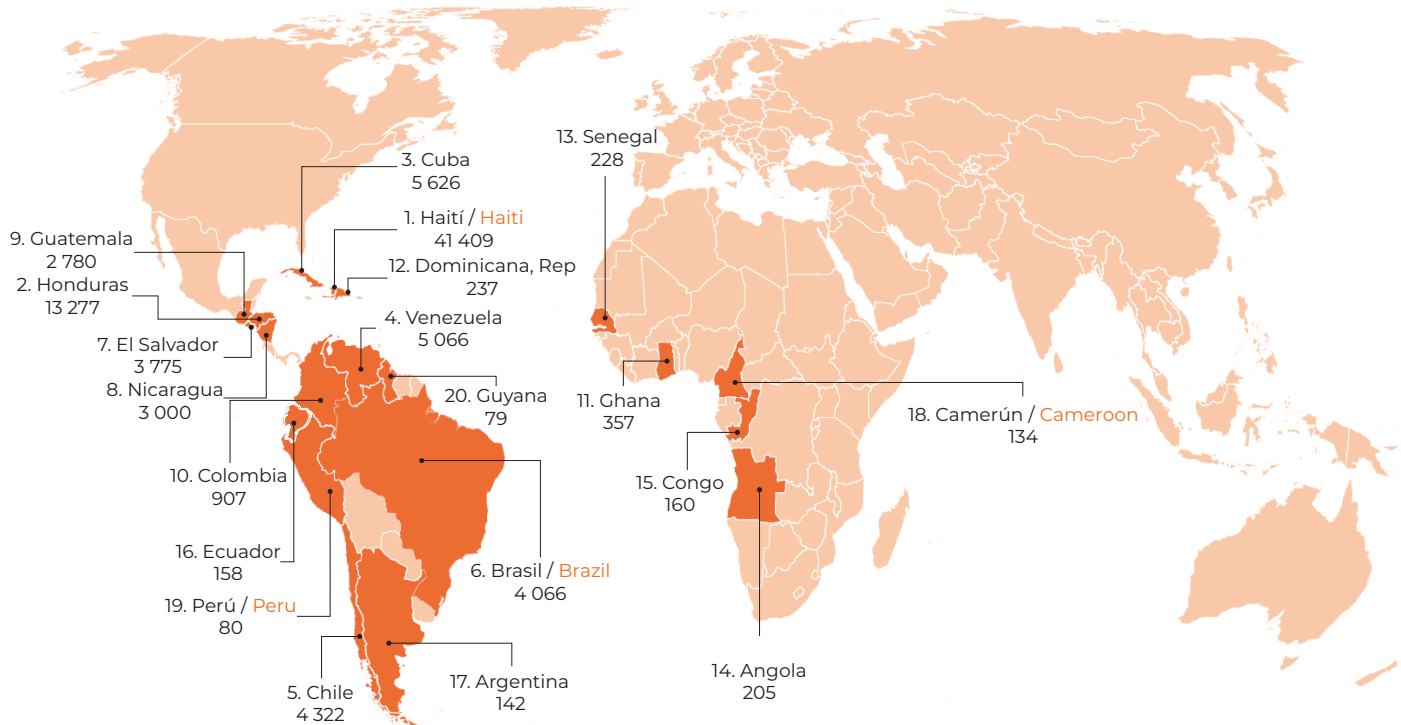 3. Cuba
5 626
1. Haití / Haiti
41 409
9. Guatemala
2 780
12. Dominicana, Rep
237
2. Honduras
13 277
4. Venezuela
5 066
7. El Salvador
3 775
8. Nicaragua
3 000
20. Guyana
79
10. Colombia
907
16. Ecuador
158
6. Brasil / Brazil
4 066
19. Perú / Peru
80
5. Chile
4 322
17. Argentina
142
13. Senegal
228
11. Ghana
357
18. Camerún / Cameroon
134
15. Congo
160
14. Angola
205